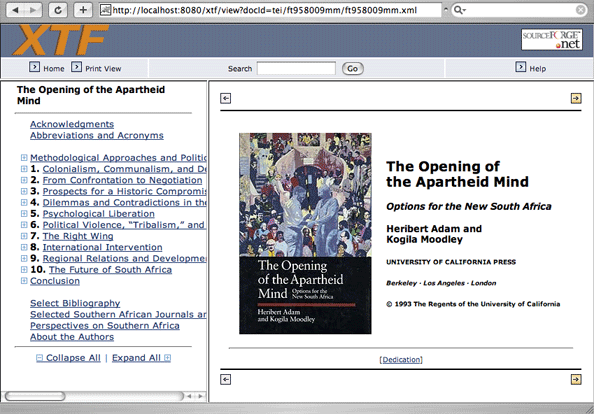 http://localhost:8080/xtf/view?docId=tei/ft958009mm/ft958009mm.xml
XTF
SOURCEFORGE
.net
Home Print View Search Go Help
The Opening of the Apartheid
Mind
Acknowledgments
Abbreviations and Acronyms
Methodological Approaches and Politic
1. Colonialism, Communalism, and De
2. From Confrontation to Negotiation
3. Prospects for a Historic Compromis
4. Dilemmas and Contradictions in the
5. Psychological Liberation
6. Political Violence, “Tribalism,” and
7. The Right Wing
8. International Intervention
9. Regional Relations and Developmen
10. The Future of South Africa
Conclusion
Select Bibliography
Selected Southern African Journals an
Perspectives on Southern Africa
About the Authors
Collapse All | Expand All
The Opening
of the Apartheid
Mind Options for the
New South Africa
Heribert Adam
and Kogila Moodley
The Opening of
the Apartheid Mind
Options for the New South Africa
Heribert Adam and
Kogila Moodley
UNIVERSITY OF CALIFORNIA PRESS
Berkeley · Los Angeles · London
© 1993 The Regents of the University of California
[Dedication]